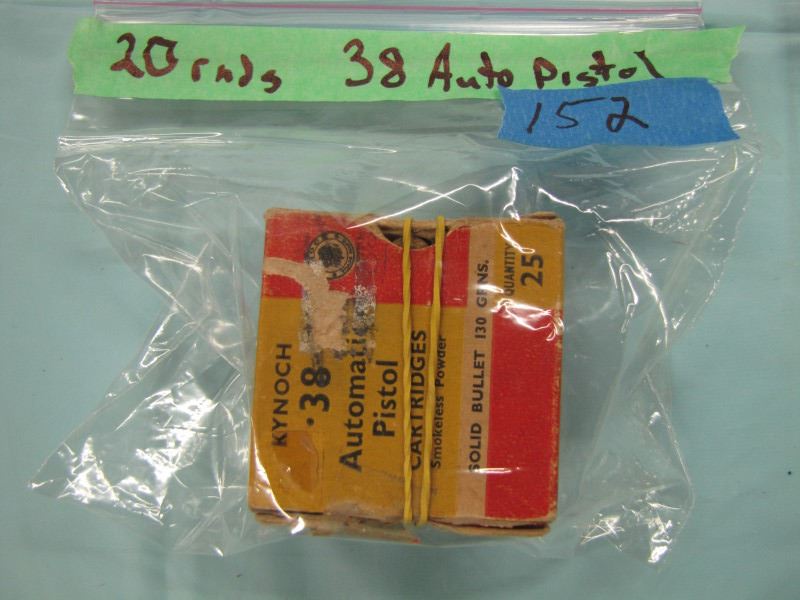 20 rnds 38 Auto Pistol
152
KYNOCH
.38
Automatic
Pistol
CARTRIDGES
Smokeless Powder
SOLID BULLET 130 GRNS.
QUANTITY
25